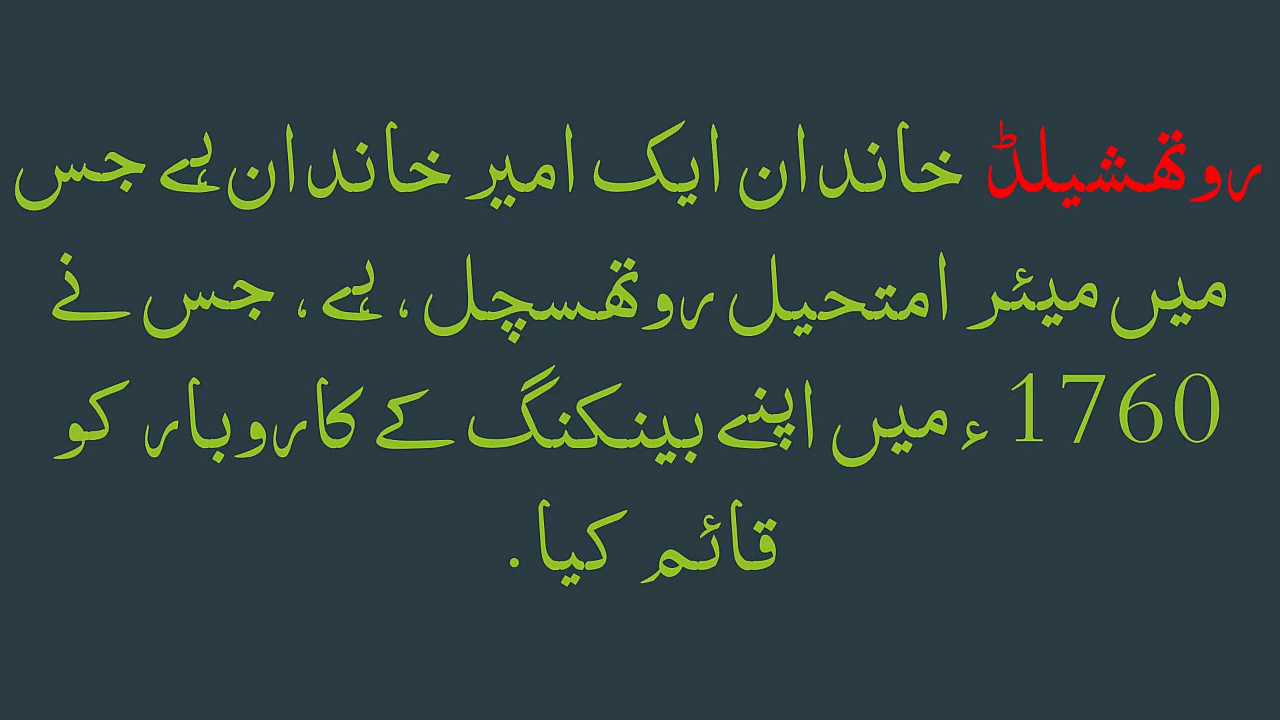 روتھشیلڈ خاندان ایک امیر خاندان ہے جس
میں میئر امتحیل روتھسچل، ہے، جس نے
1760 ء میں اپنے بینکنگ کے کاروبار کو
قائم کیا.